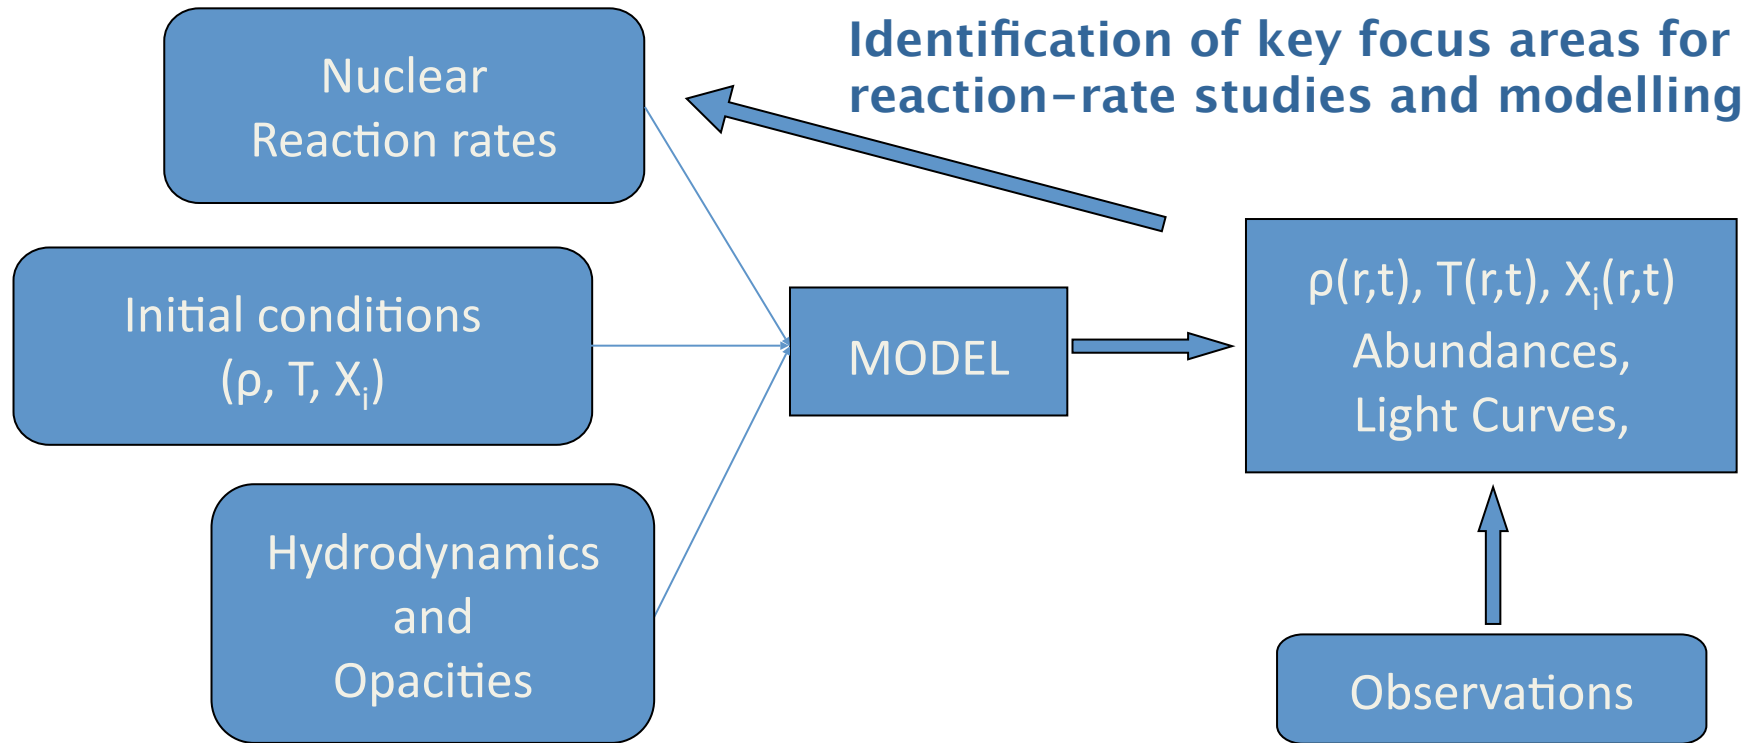 Nuclear
Reaction rates
Identification of key focus areas for
reaction-rate studies and modelling
Initial conditions
(ρ, T, Xᵢ)
MODEL
ρ(r,t), T(r,t), Xᵢ(r,t)
Abundances,
Light Curves,
Hydrodynamics
and
Opacities
Observations